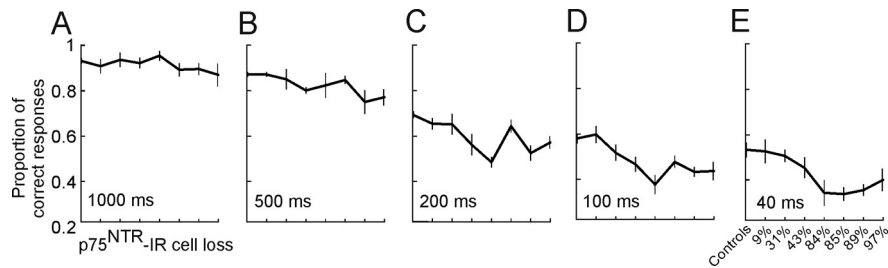 A
B
C
D
E
Proportion of
correct responses
1
0.8
0.6
0.4
0.2
1000 ms
500 ms
200 ms
100 ms
40 ms
p75NTR-IR cell loss
Controls
9%
31%
43%
84%
85%
89%
97%